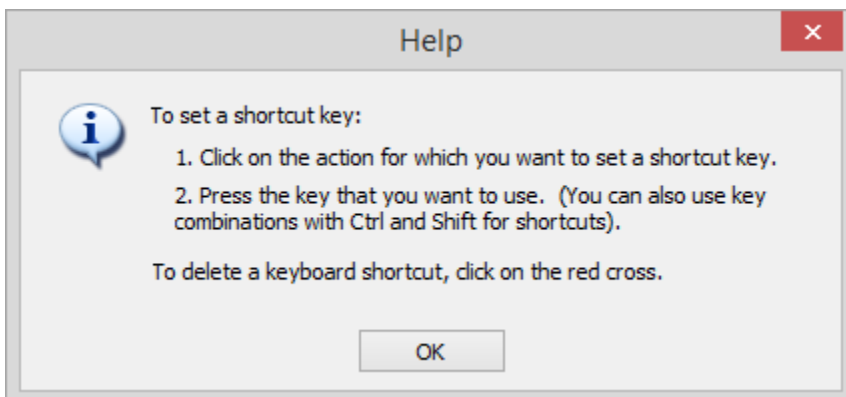 Help
To set a shortcut key:
1. Click on the action for which you want to set a shortcut key.
2. Press the key that you want to use.  (You can also use key
combinations with Ctrl and Shift for shortcuts).
To delete a keyboard shortcut, click on the red cross.
OK